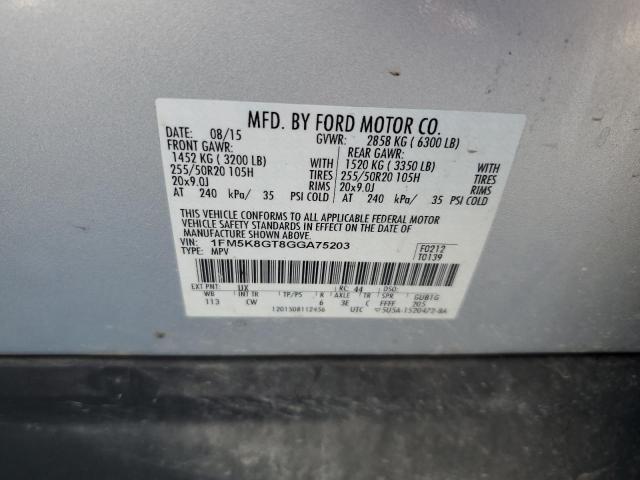 MFD. BY FORD MOTOR CO.
DATE: 08/15 GVWR: 2858 KG ( 6300 LB)
FRONT GAWR: REAR GAWR:
1452 KG ( 3200 LB) WITH 1520 KG ( 3350 LB) WITH
255/50R20 105H TIRES 255/50R20 105H TIRES
20x9.0J RIMS 20x9.0J RIMS
AT 240 kPa/ 35 PSI COLD AT 240 kPa/ 35 PSI COLD
THIS VEHICLE CONFORMS TO ALL APPLICABLE FEDERAL MOTOR
VEHICLE SAFETY STANDARDS IN EFFECT ON THE DATE OF
MANUFACTURE SHOWN ABOVE.
VIN: 1FM5K8GT8GGA75203 F0212
TYPE: MPV T0139
EXT PNT: UX RC: 44 DSO:
WB INT TR TP/PS R AXLE TR SPR GUBTG
113 CW 6 3E C FFFF 205
1201508112456 UTC 5U5A-1520472-BA